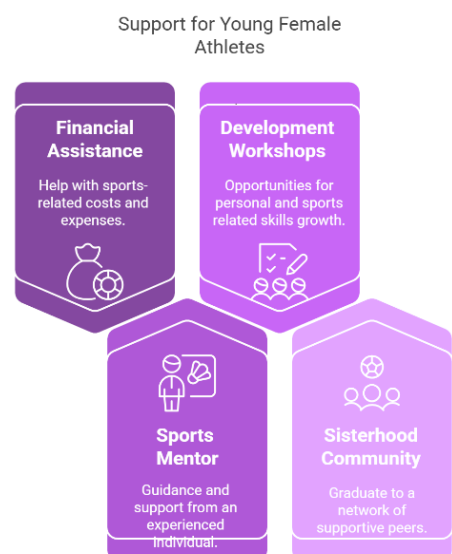 Support for Young Female
Athletes
Financial
Assistance
Help with sports-
related costs and
expenses.
Development
Workshops
Opportunities for
personal and sports
related skills growth.
Sports
Mentor
Guidance and
support from an
experienced
individual.
Sisterhood
Community
Graduate to a
network of
supportive peers.